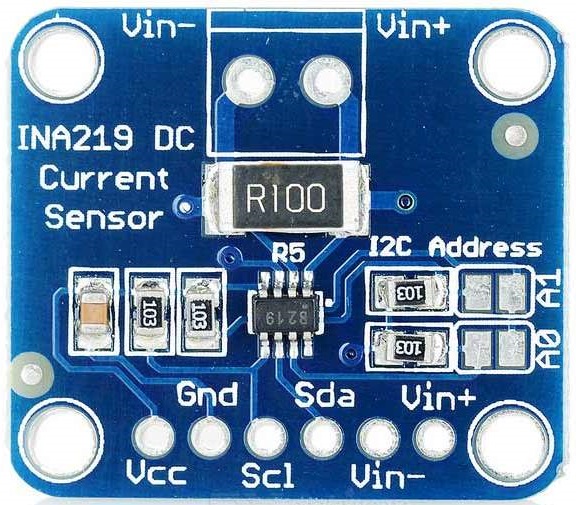 Vin-
Vin+
INA219 DC
Current
Sensor
R100
R5
I2C Address
103
103
103
103
B219
A1
A0
Gnd
Sda
Vin+
Vcc
Scl
Vin-